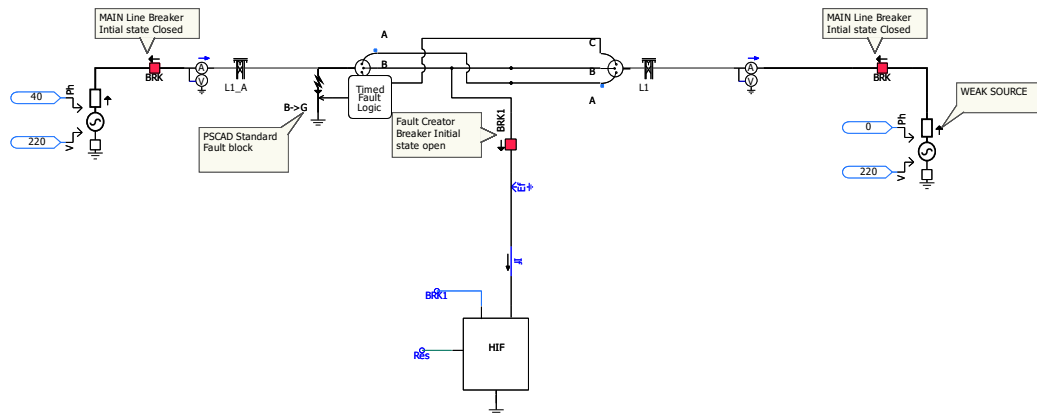 MAIN Line Breaker
Intial state Closed
MAIN Line Breaker
Intial state Closed
A
C
BRK
A
V
L1_A
B
B
L1
A
V
BRK
40
Ph
Timed
Fault
Logic
A
WEAK SOURCE
B->G
PSCAD Standard
Fault block
Fault Creator
Breaker Initial
state open
BRK1
0
Ph
220
V
220
V
Ef
If
BRK1
HIF
Res